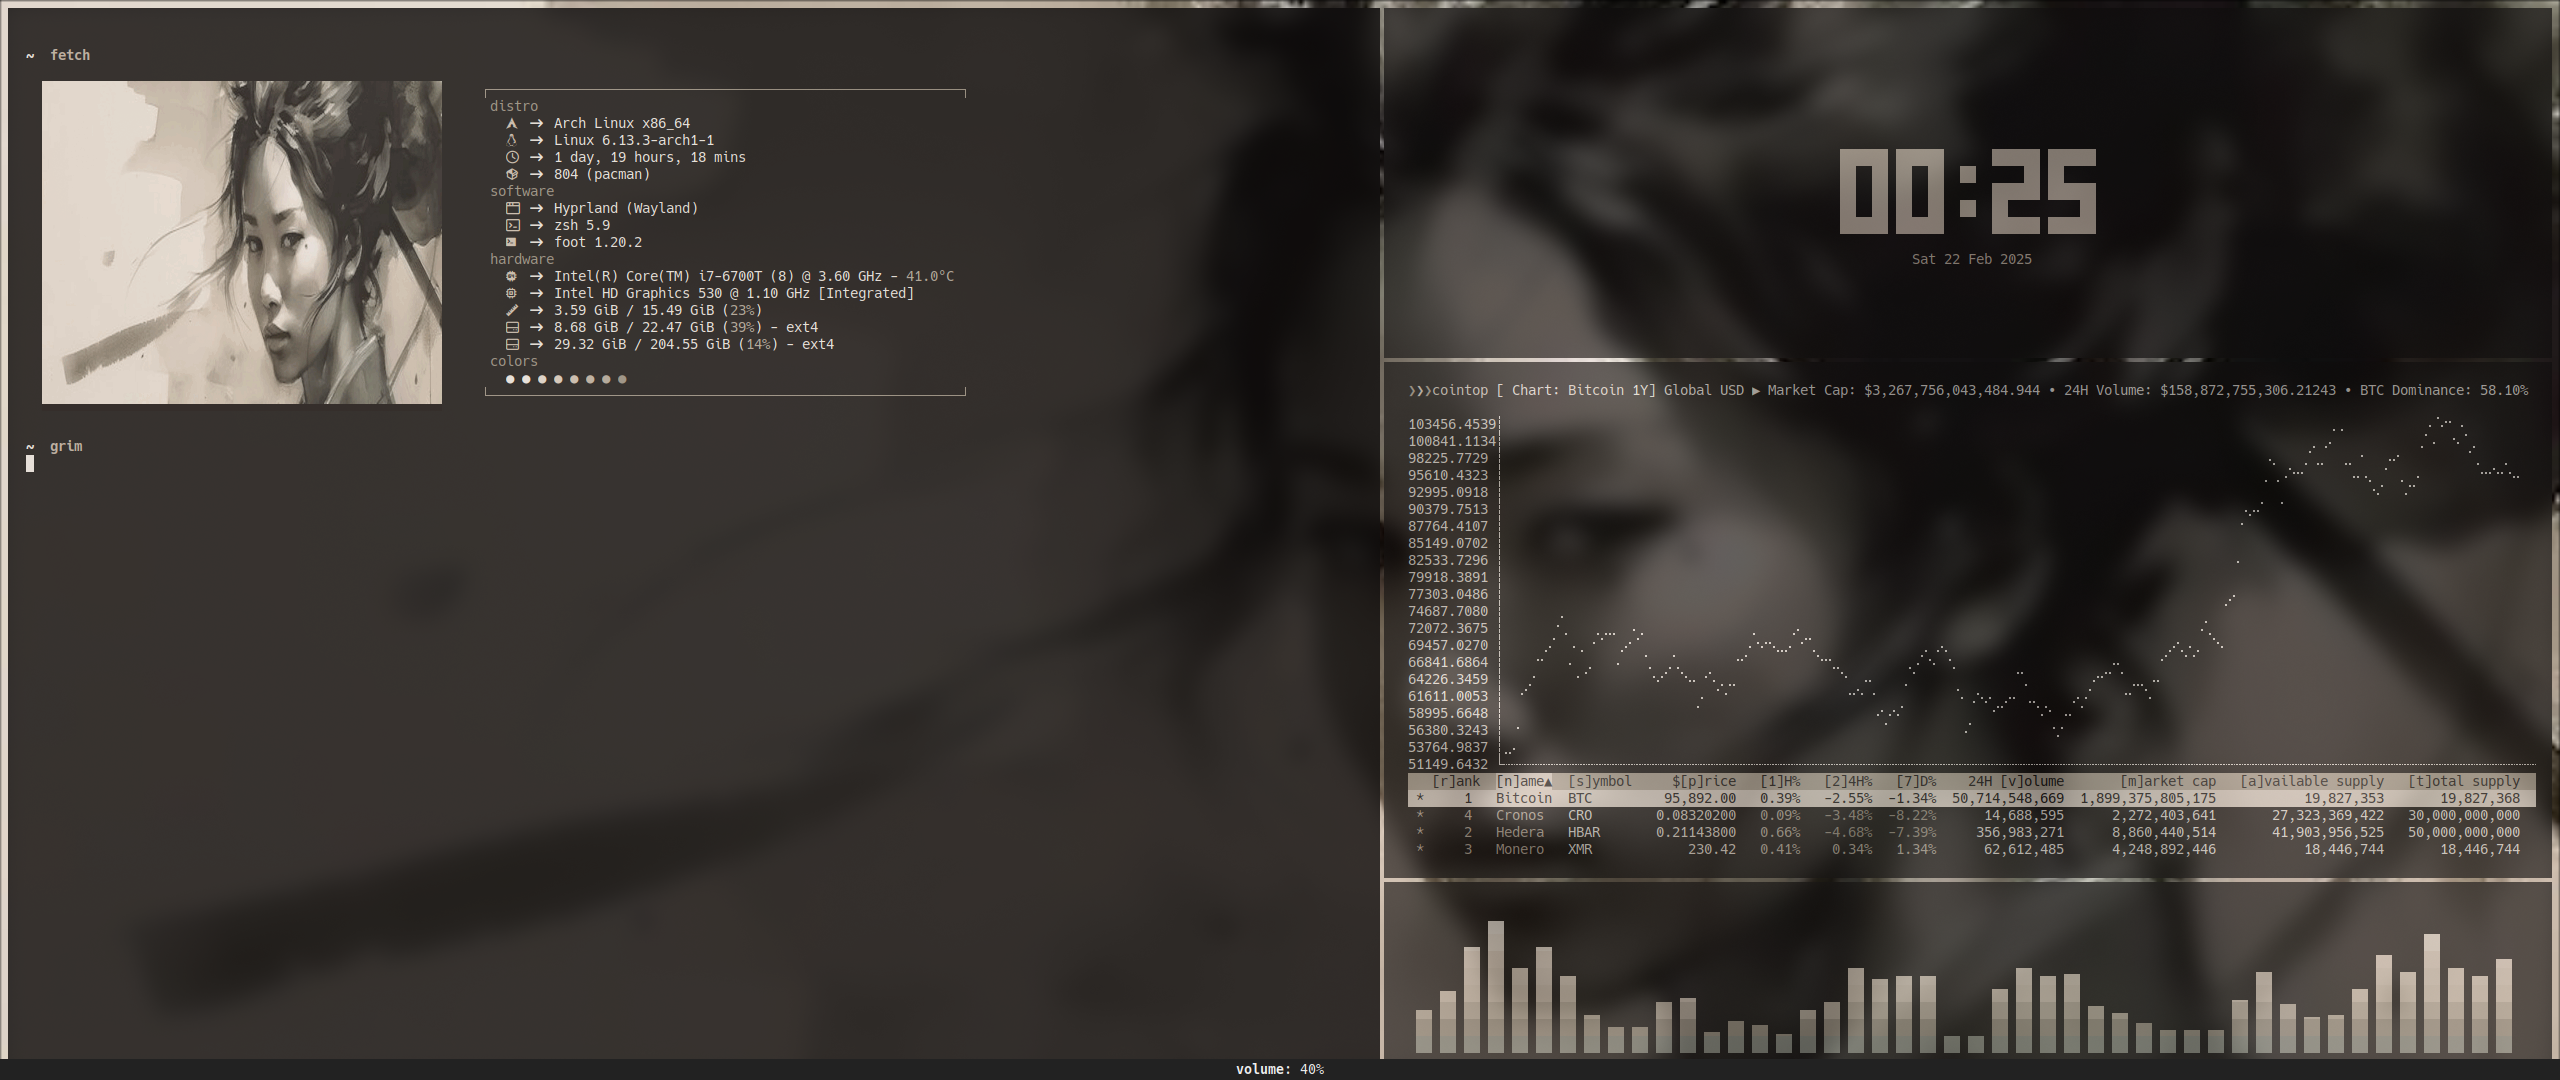 ~ fetch
distro
→ Arch Linux x86_64
→ Linux 6.13.3-arch1-1
→ 1 day, 19 hours, 18 mins
→ 804 (pacman)
software
→ Hyprland (Wayland)
→ zsh 5.9
→ foot 1.20.2
hardware
→ Intel(R) Core(TM) i7-6700T (8) @ 3.60 GHz - 41.0°C
→ Intel HD Graphics 530 @ 1.10 GHz [Integrated]
→ 3.59 GiB / 15.49 GiB (23%)
→ 8.68 GiB / 22.47 GiB (39%) - ext4
→ 29.32 GiB / 204.55 GiB (14%) - ext4
colors
● ● ● ● ● ● ● ●
~ grim
00:25
Sat 22 Feb 2025
❯❯❯cointop [ Chart: Bitcoin 1Y] Global USD ▶ Market Cap: $3,267,756,043,484.944 • 24H Volume: $158,872,755,306.21243 • BTC Dominance: 58.10%
103456.4539
100841.1134
98225.7729
95610.4323
92995.0918
90379.7513
87764.4107
85149.0702
82533.7296
79918.3891
77303.0486
74687.7080
72072.3675
69457.0270
66841.6864
64226.3459
61611.0053
58995.6648
56380.3243
53764.9837
51149.6432
[r]ank [n]ame▲ [s]ymbol $[p]rice [1]H% [2]4H% [7]D% 24H [v]olume [m]arket cap [a]vailable supply [t]otal supply
* 1 Bitcoin BTC 95,892.00 0.39% -2.55% -1.34% 50,714,548,669 1,899,375,805,175 19,827,353 19,827,368
* 4 Cronos CRO 0.08320200 0.09% -3.48% -8.22% 14,688,595 2,272,403,641 27,323,369,422 30,000,000,000
* 2 Hedera HBAR 0.21143800 0.66% -4.68% -7.39% 356,983,271 8,860,440,514 41,903,956,525 50,000,000,000
* 3 Monero XMR 230.42 0.41% 0.34% 1.34% 62,612,485 4,248,892,446 18,446,744 18,446,744
volume: 40%